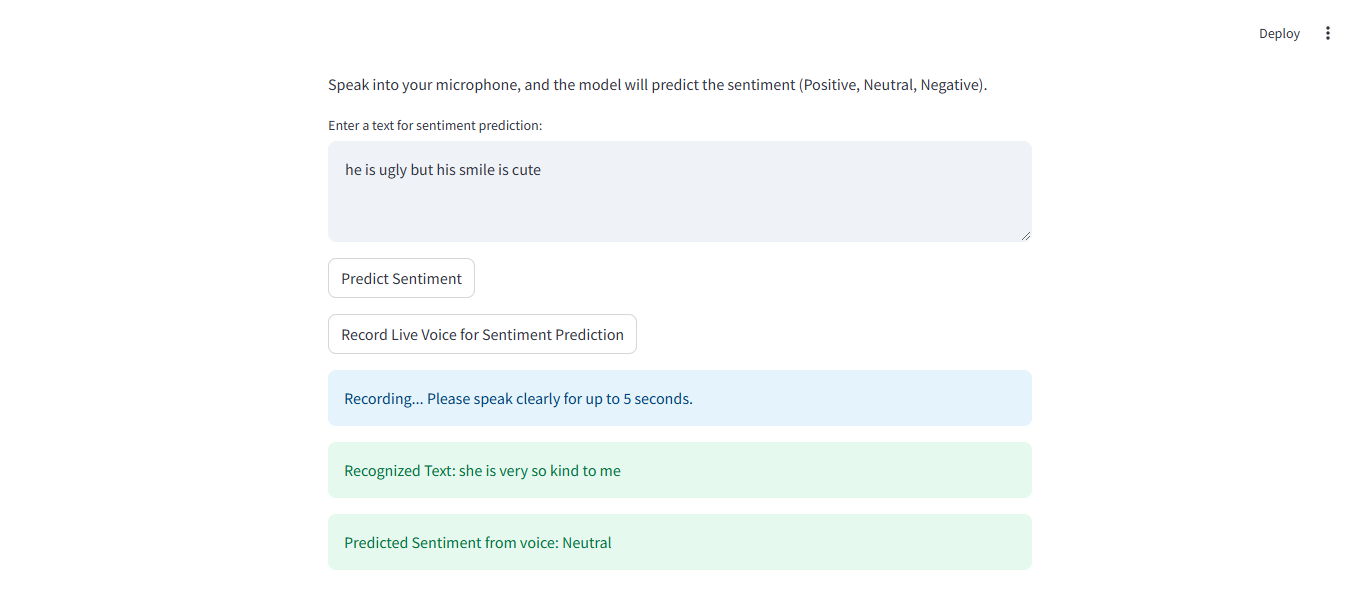 Deploy
Speak into your microphone, and the model will predict the sentiment (Positive, Neutral, Negative).
Enter a text for sentiment prediction:
he is ugly but his smile is cute
Predict Sentiment
Record Live Voice for Sentiment Prediction
Recording... Please speak clearly for up to 5 seconds.
Recognized Text: she is very so kind to me
Predicted Sentiment from voice: Neutral